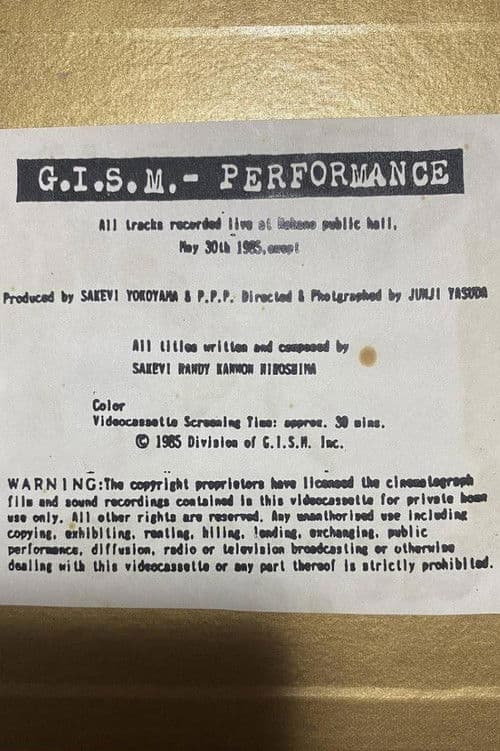 G.I.S.M.- PERFORMANCE
All tracks recorded live at Nakano public hall,
May 30th 1985,
Produced by SAKEVI YOKOYAMA & P.P.P. Directed & Photgraphed by JUNJI YASUDA
All titles written and composed by
SAKEVI RANDY KANNON HIROSHIMA
Color
Videocassette Screening Time: approx. 30 mins.
© 1985 Division of G.I.S.M. Inc.
WARNING:The copyright proprietors have licensed the cinematograph
film and sound recordings contained in this videocassette for private home
use only. All other rights are reserved. Any unauthorised use including
copying, exhibiting, renting, hiling, lending, exchanging, public
performance, diffusion, radio or television broadcasting or otherwise
dealing with this videocassette or any part thereof is strictly prohibited.